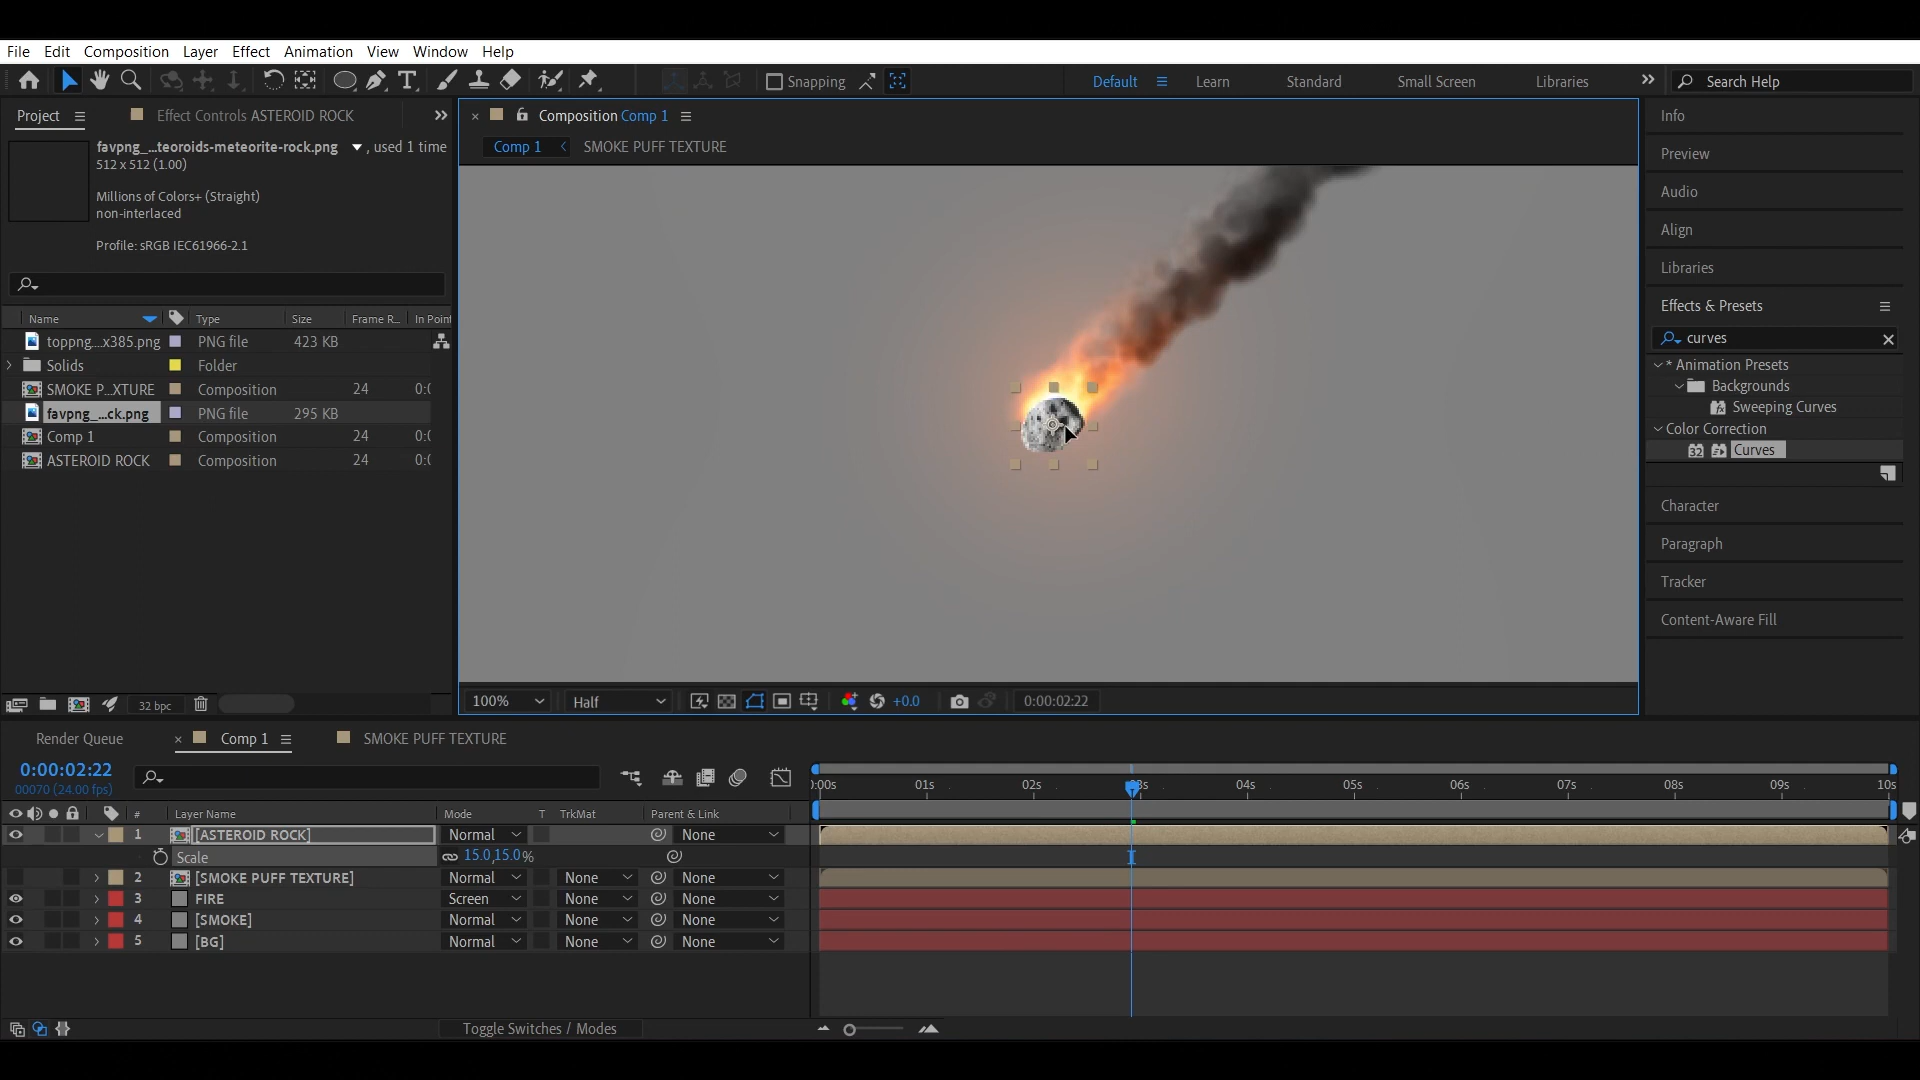 File Edit Composition Layer Effect Animation View Window Help
Snapping
Default Learn Standard Small Screen Libraries
Search Help
Project Effect Controls ASTEROID ROCK
favpng_...teoroids-meteorite-rock.png , used 1 time
512 x 512 (1.00)
Millions of Colors+ (Straight)
non-interlaced
Profile: sRGB IEC61966-2.1
Name Type Size Frame R... In Point
toppng....x385.png PNG file 423 KB
Solids Folder
SMOKE P...XTURE Composition 24 0:0
favpng_...ck.png PNG file 295 KB
Comp 1 Composition 24 0:0
ASTEROID ROCK Composition 24 0:0
32 bpc
Composition Comp 1
Comp 1 SMOKE PUFF TEXTURE
100% Half +0.0 0:00:02:22
Info
Preview
Audio
Align
Libraries
Effects & Presets
curves
* Animation Presets
Backgrounds
Sweeping Curves
Color Correction
32 Curves
Character
Paragraph
Tracker
Content-Aware Fill
Render Queue Comp 1 SMOKE PUFF TEXTURE
0:00:02:22
00070 (24.00 fps)
# Layer Name Mode T TrkMat Parent & Link
1 [ASTEROID ROCK] Normal None
Scale 15.0,15.0%
2 [SMOKE PUFF TEXTURE] Normal None None
3 FIRE Screen None None
4 [SMOKE] Normal None None
5 [BG] Normal None None
Toggle Switches / Modes
):00s 01s 02s 03s 04s 05s 06s 07s 08s 09s 10s